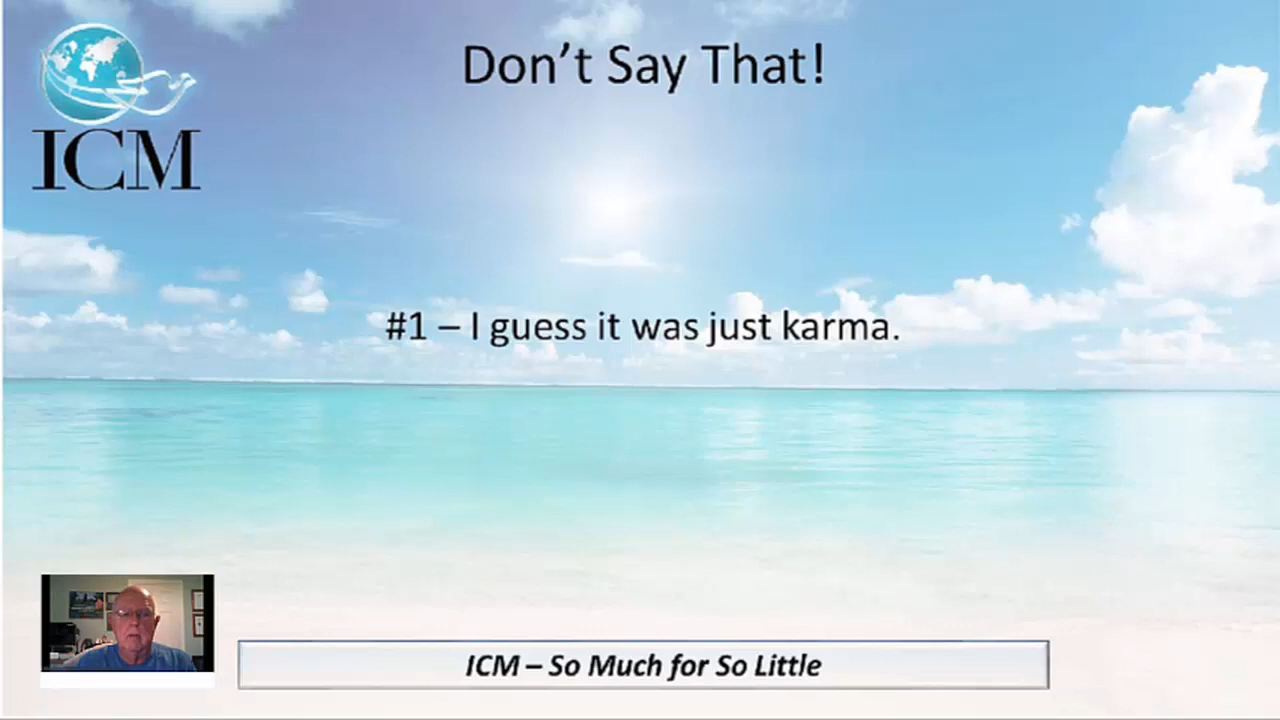 Don’t Say That!
ICM
#1 – I guess it was just karma.
ICM – So Much for So Little